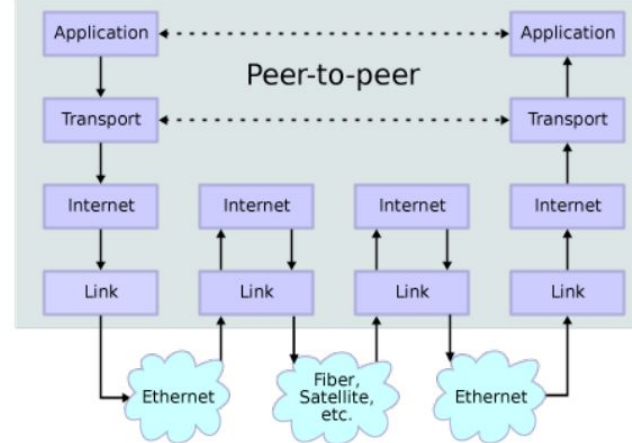 Application
Application
Peer-to-peer
Transport
Transport
Internet
Internet
Internet
Internet
Link
Link
Link
Link
Ethernet
Fiber,
Satellite,
etc.
Ethernet